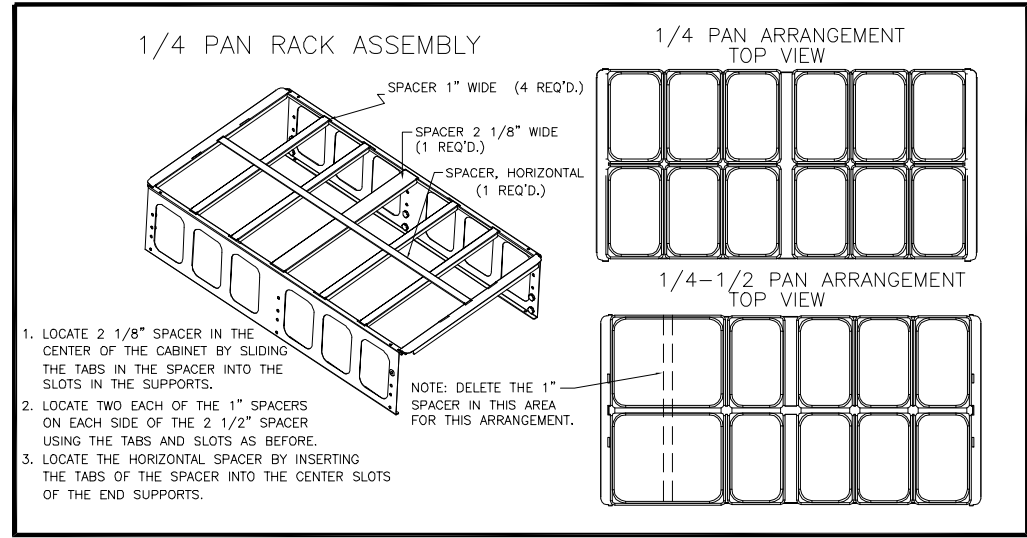 1/4 PAN RACK ASSEMBLY
SPACER 1" WIDE (4 REQ'D.)
SPACER 2 1/8" WIDE
(1 REQ'D.)
SPACER, HORIZONTAL
(1 REQ'D.)
1. LOCATE 2 1/8" SPACER IN THE
CENTER OF THE CABINET BY SLIDING
THE TABS IN THE SPACER INTO THE
SLOTS IN THE SUPPORTS.
2. LOCATE TWO EACH OF THE 1" SPACERS
ON EACH SIDE OF THE 2 1/2" SPACER
USING THE TABS AND SLOTS AS BEFORE.
3. LOCATE THE HORIZONTAL SPACER BY INSERTING
THE TABS OF THE SPACER INTO THE CENTER SLOTS
OF THE END SUPPORTS.
1/4 PAN ARRANGEMENT
TOP VIEW
1/4-1/2 PAN ARRANGEMENT
TOP VIEW
NOTE: DELETE THE 1"
SPACER IN THIS AREA
FOR THIS ARRANGEMENT.